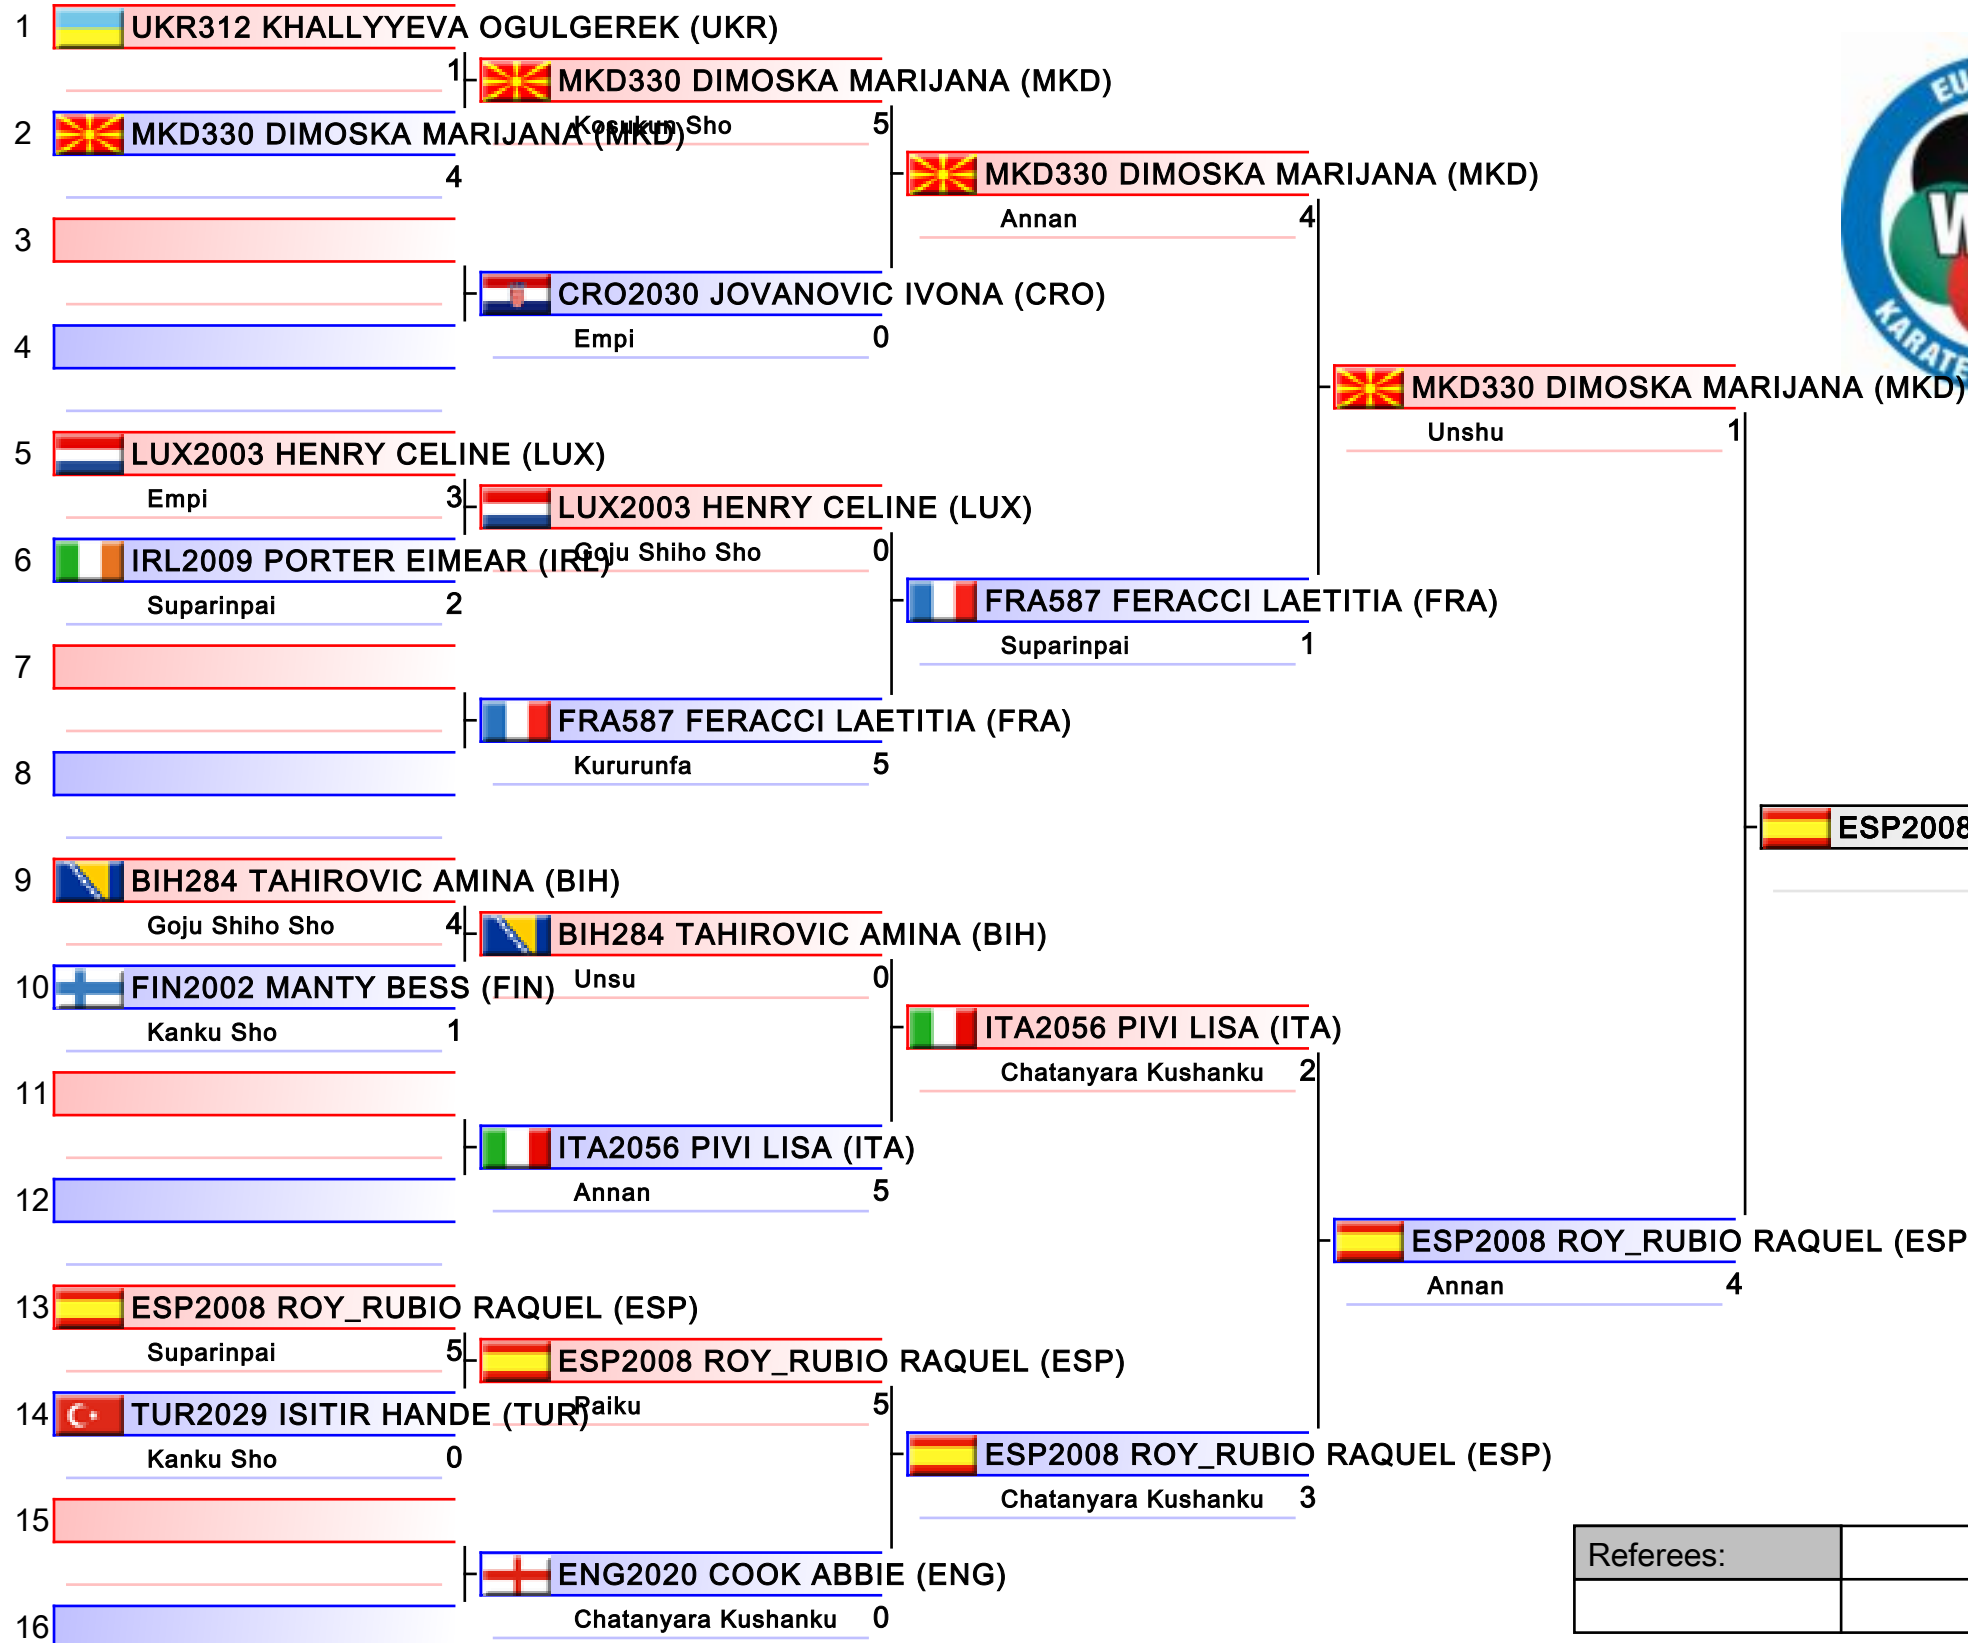 1 UKR312 KHALLYYEVA OGULGEREK (UKR)
1
2 MKD330 DIMOSKA MARIJANA (MKD)
4
3
4
5 LUX2003 HENRY CELINE (LUX)
Empi 3
6 IRL2009 PORTER EIMEAR (IRL)
Suparinpai 2
7
8
9 BIH284 TAHIROVIC AMINA (BIH)
Goju Shiho Sho 4
10 FIN2002 MANTY BESS (FIN)
Kanku Sho 1
11
12
13 ESP2008 ROY_RUBIO RAQUEL (ESP)
Suparinpai 5
14 TUR2029 ISITIR HANDE (TUR)
Kanku Sho 0
15
16
MKD330 DIMOSKA MARIJANA (MKD)
Kosukun Sho 5
CRO2030 JOVANOVIC IVONA (CRO)
Empi 0
LUX2003 HENRY CELINE (LUX)
Goju Shiho Sho 0
FRA587 FERACCI LAETITIA (FRA)
Kururunfa 5
BIH284 TAHIROVIC AMINA (BIH)
Unsu 0
ITA2056 PIVI LISA (ITA)
Annan 5
ESP2008 ROY_RUBIO RAQUEL (ESP)
Paiku 5
ENG2020 COOK ABBIE (ENG)
Chatanyara Kushanku 0
MKD330 DIMOSKA MARIJANA (MKD)
Annan 4
FRA587 FERACCI LAETITIA (FRA)
Suparinpai 1
ITA2056 PIVI LISA (ITA)
Chatanyara Kushanku 2
ESP2008 ROY_RUBIO RAQUEL (ESP)
Chatanyara Kushanku 3
MKD330 DIMOSKA MARIJANA (MKD)
Unshu 1
ESP2008 ROY_RUBIO RAQUEL (ESP
Annan 4
ESP2008
EU
W
KARATE
Referees: